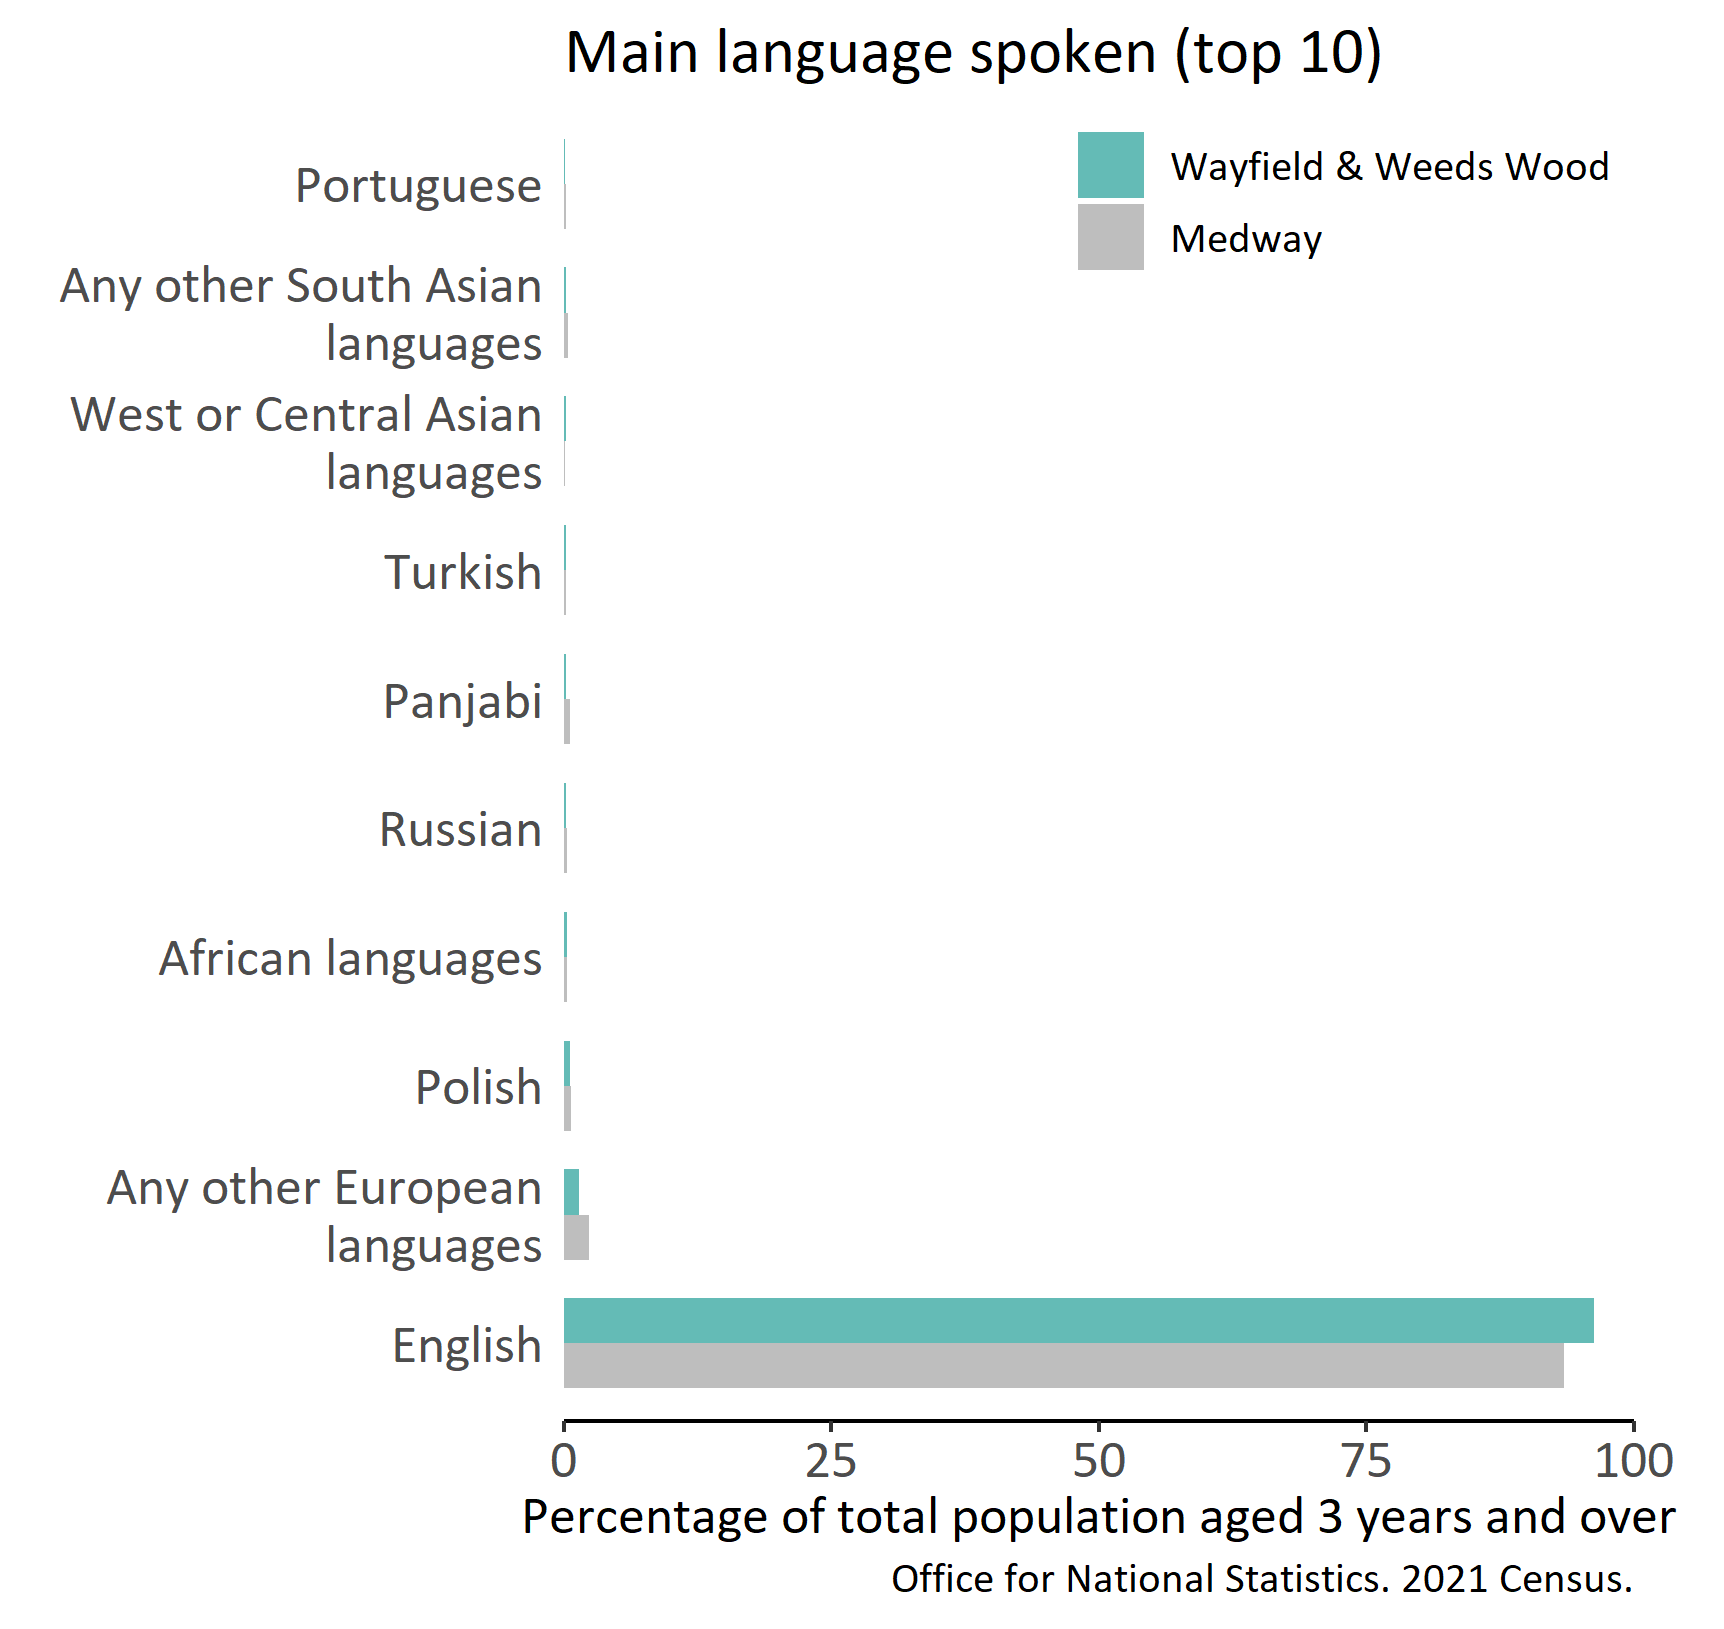 Main language spoken (top 10)
Wayfield & Weeds Wood
Medway
Portuguese
Any other South Asian
languages
West or Central Asian
languages
Turkish
Panjabi
Russian
African languages
Polish
Any other European
languages
English
0 25 50 75 100
Percentage of total population aged 3 years and over
Office for National Statistics. 2021 Census.